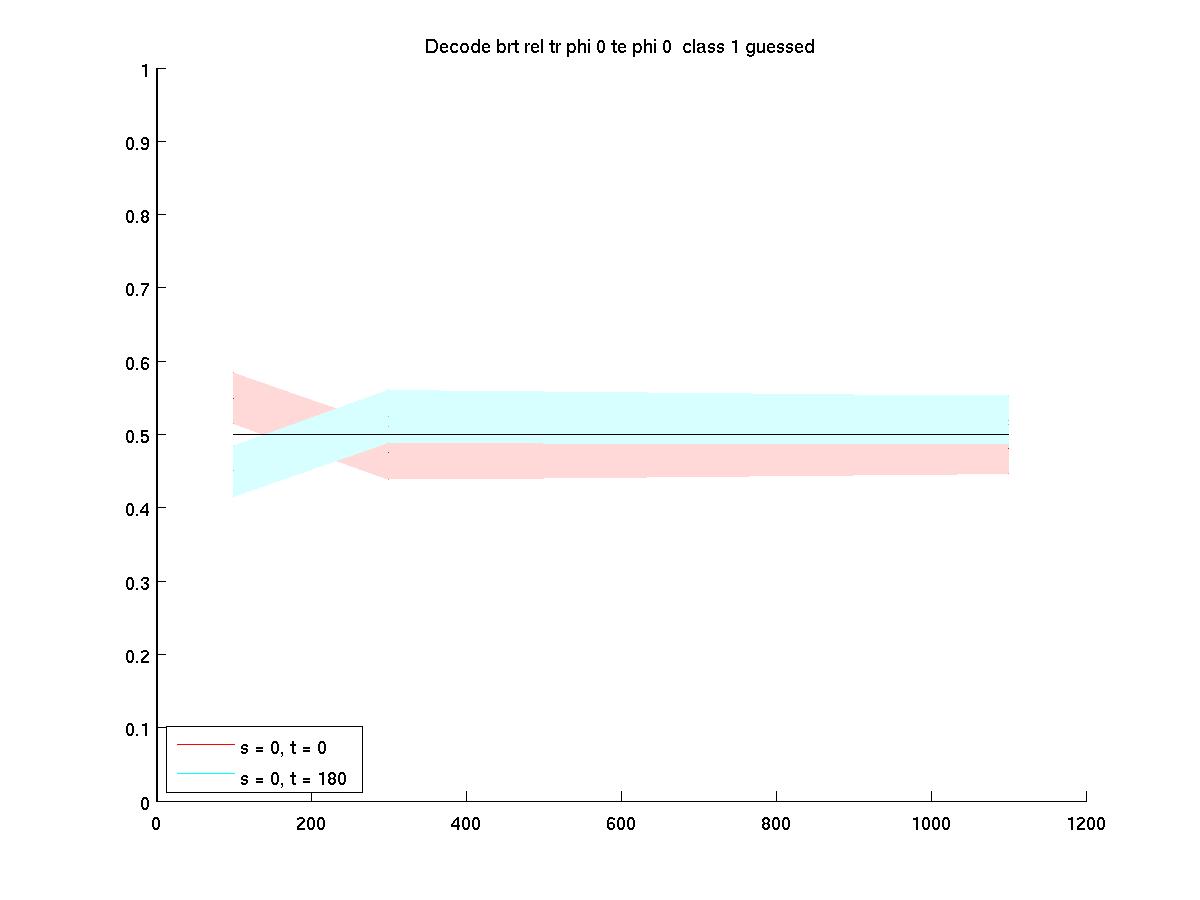 Decode brt rel tr phi 0 te phi 0  class 1 guessed
1
0.9
0.8
0.7
0.6
0.5
0.4
0.3
0.2
0.1
0
s = 0, t = 0
s = 0, t = 180
0 200 400 600 800 1000 1200